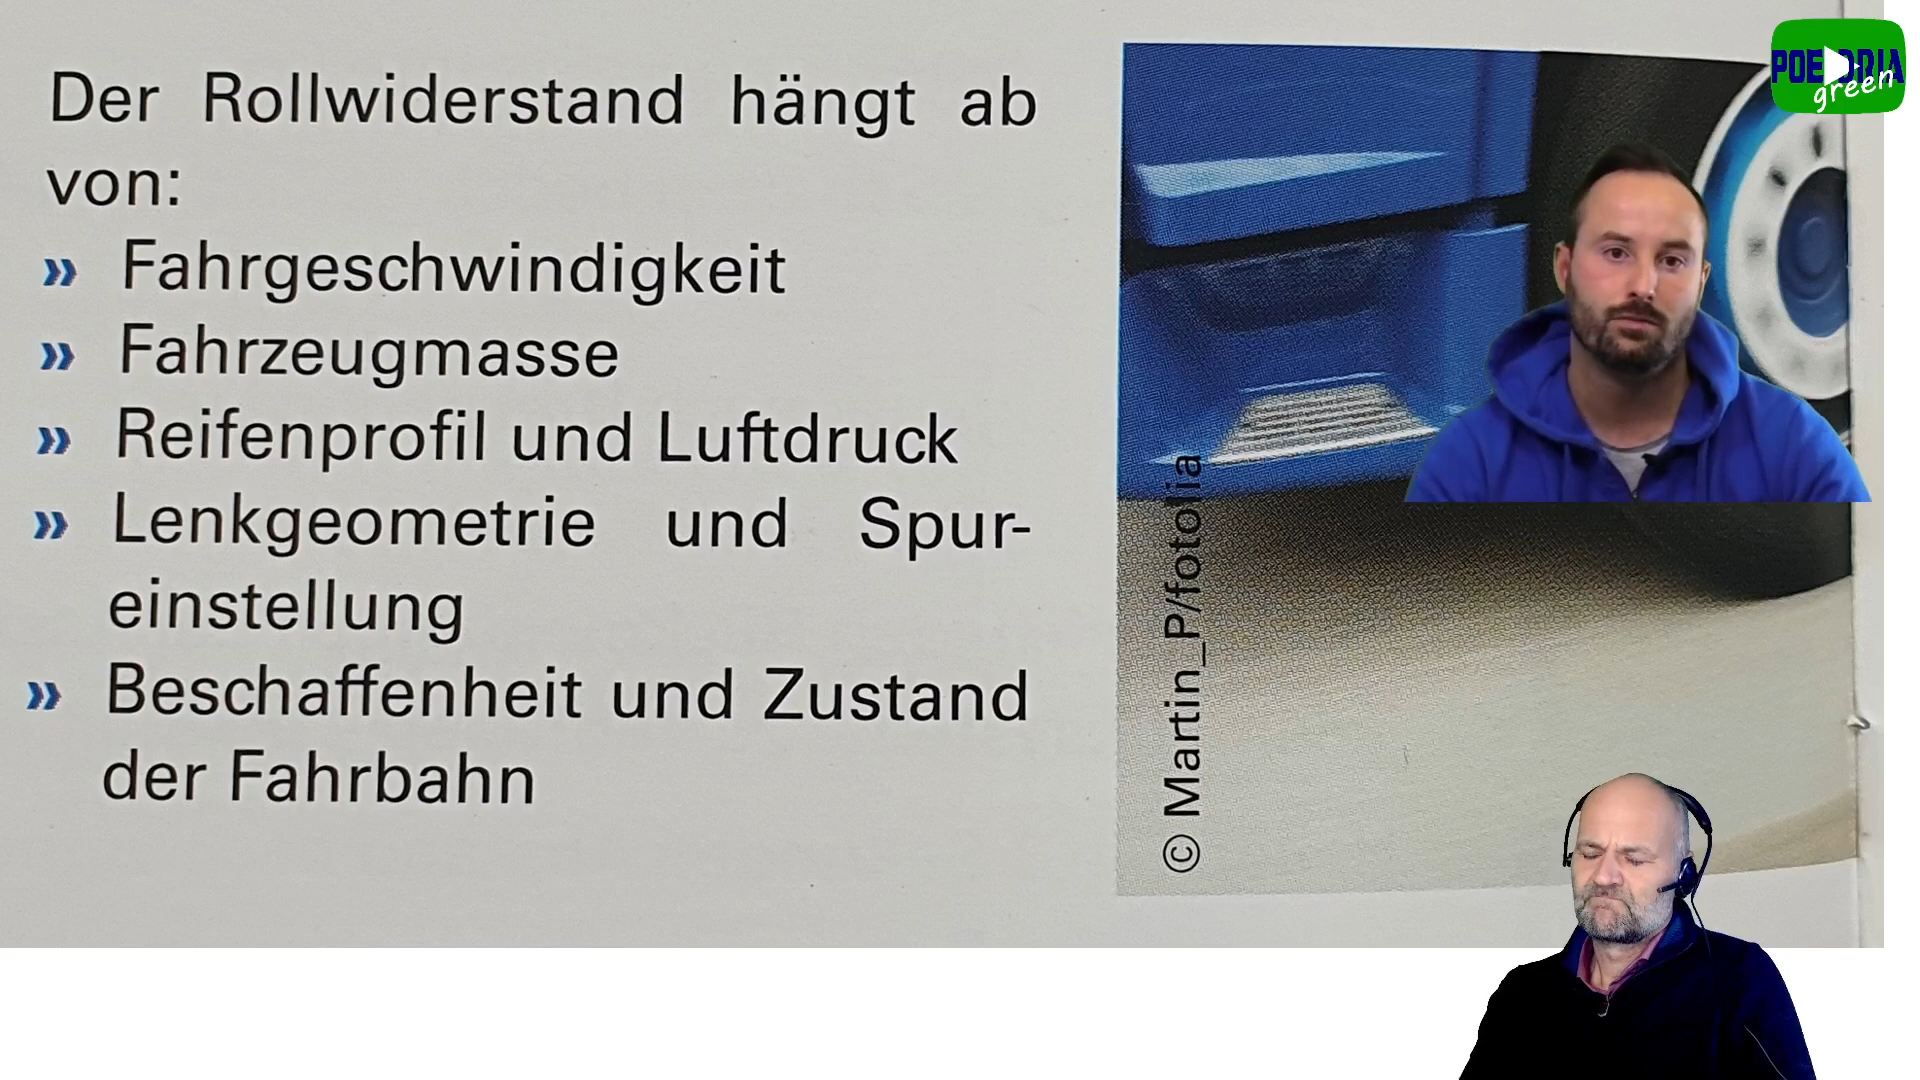 Der Rollwiderstand hängt ab
von:
» Fahrgeschwindigkeit
» Fahrzeugmasse
» Reifenprofil und Luftdruck
» Lenkgeometrie und Spur-
einstellung
» Beschaffenheit und Zustand
der Fahrbahn
© Martin_P/fotolia
green